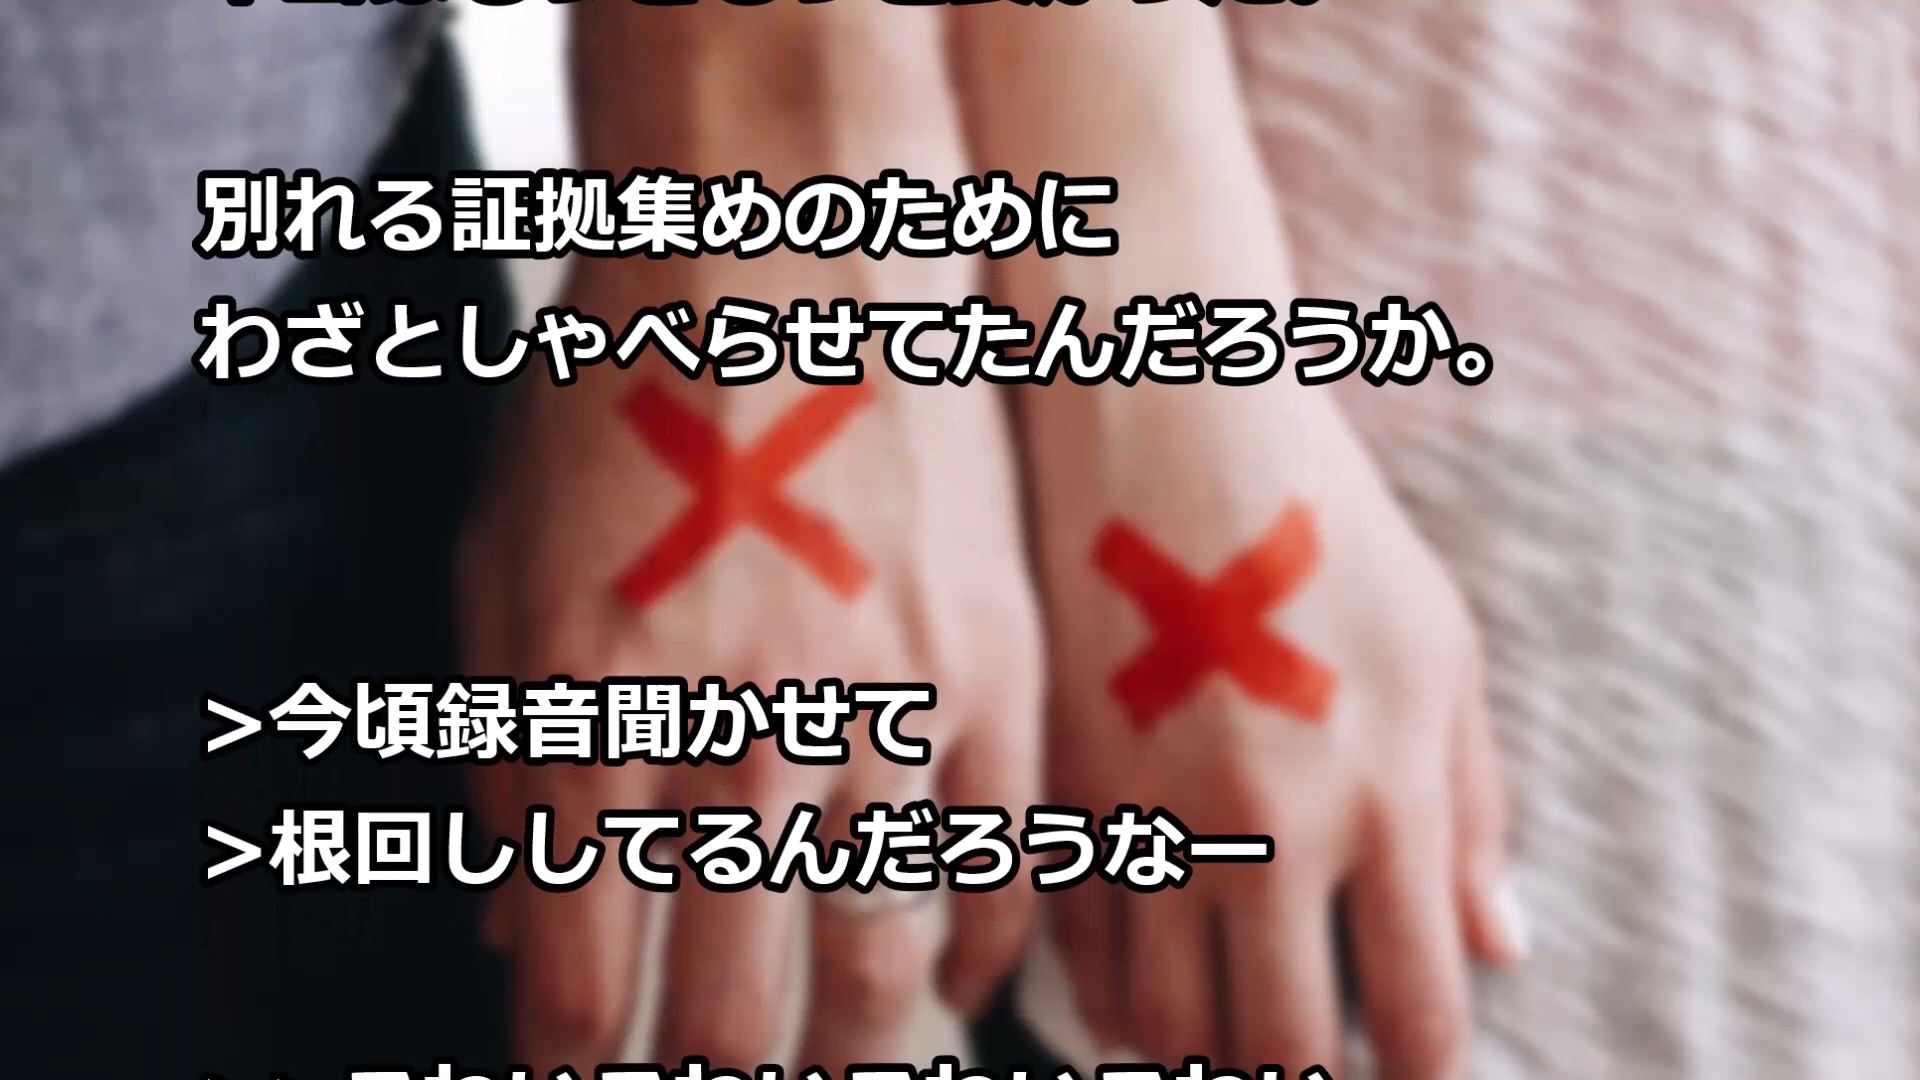 別れる証拠集めのために
わざとしゃべらせてたんだろうか。
>今頃録音聞かせて
>根回ししてるんだろうなー